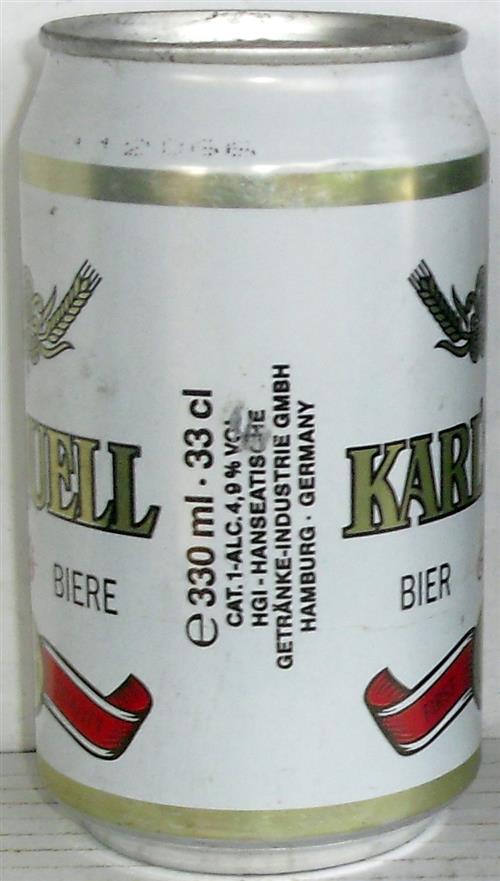 UELL
BIERE
e 330 ml · 33 cl
CAT. 1-ALC. 4,9 % VOL
HGI - HANSEATISCHE
GETRÄNKE-INDUSTRIE GMBH
HAMBURG · GERMANY
KARL
BIER